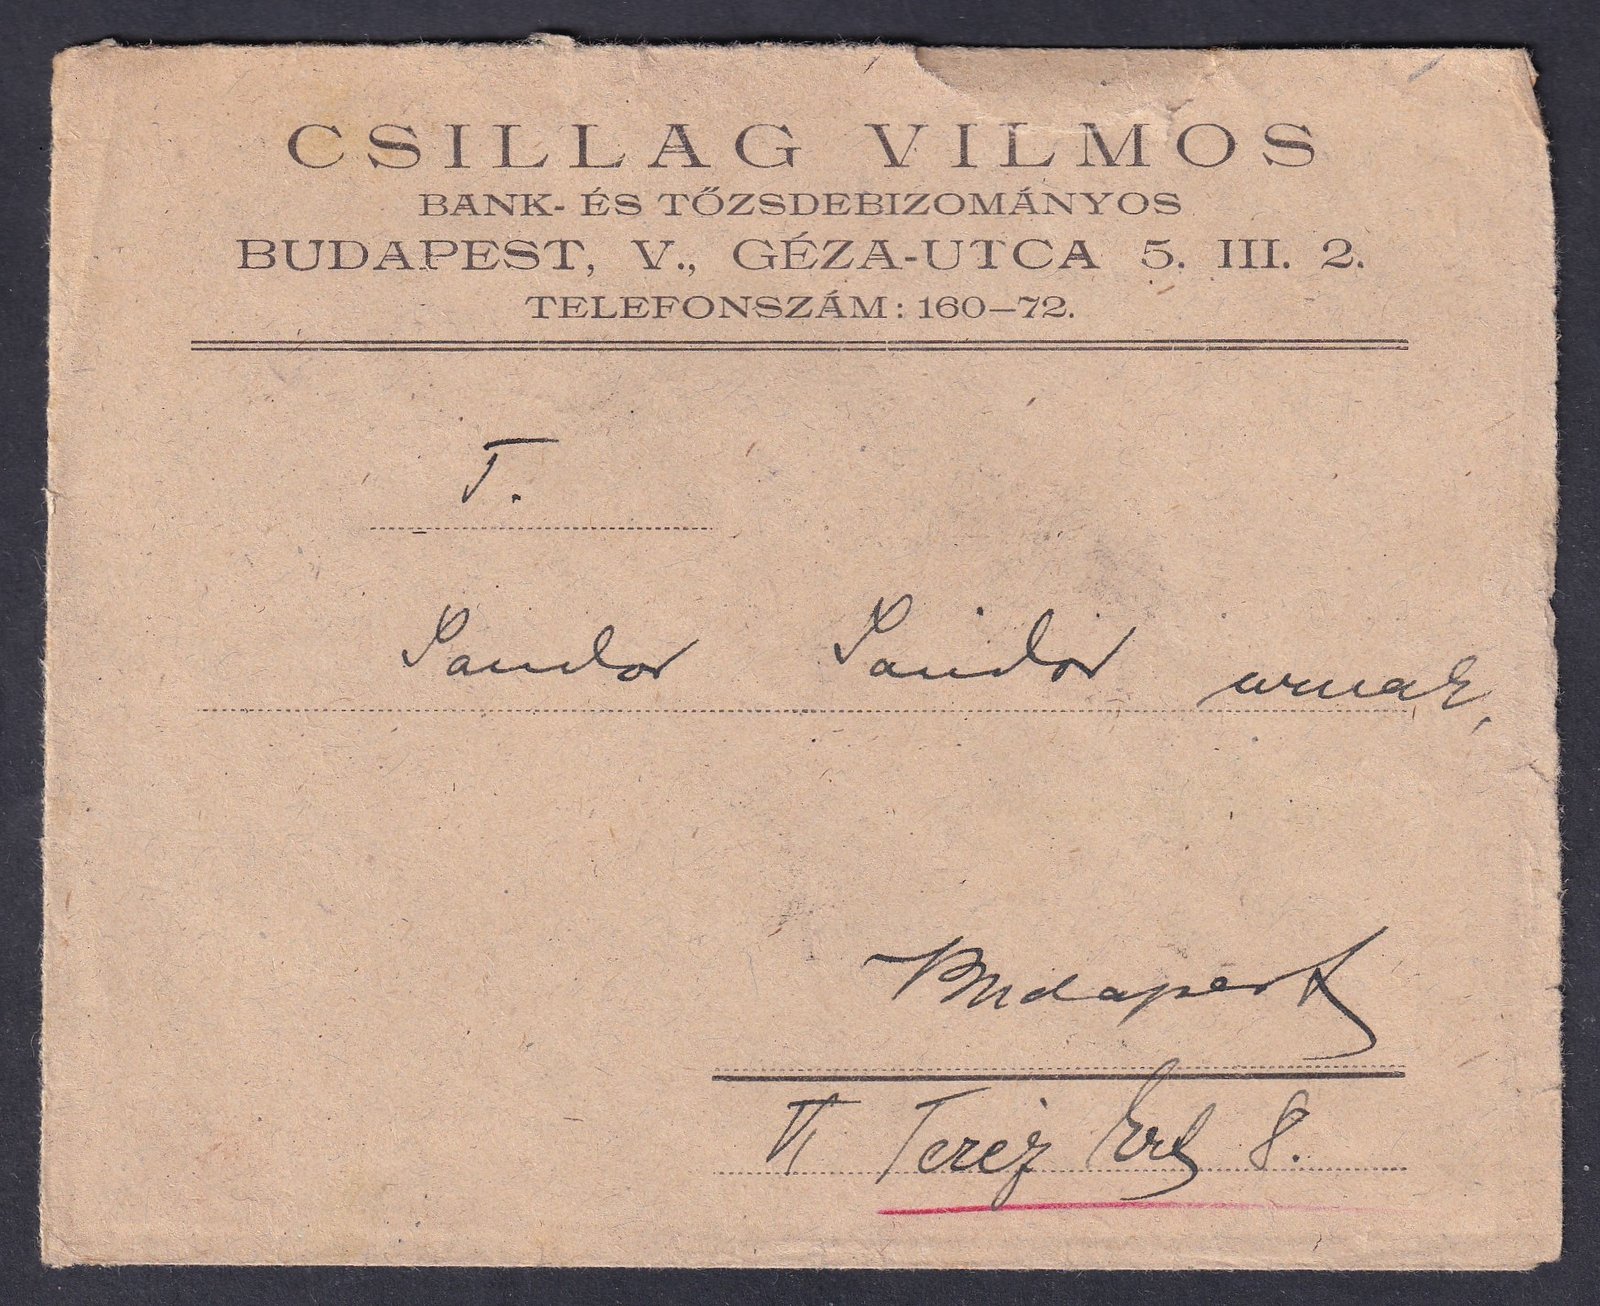 CSILLAG VILMOS
BANK- ÉS TŐZSDEBIZOMÁNYOS
BUDAPEST, V., GÉZA-UTCA 5. III. 2.
TELEFONSZÁM: 160–72.
T.
Sándor Sándor urnak,
Budapest
VI Teréz krt 8.